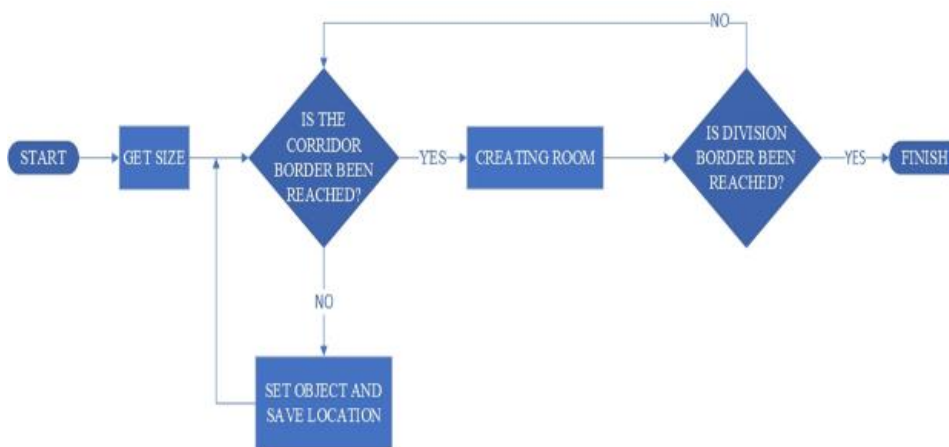 NO
START
GET SIZE
IS THE
CORRIDOR
BORDER BEEN
REACHED?
YES
CREATING ROOM
IS DIVISION
BORDER BEEN
REACHED?
YES
FINISH
NO
SET OBJECT AND
SAVE LOCATION